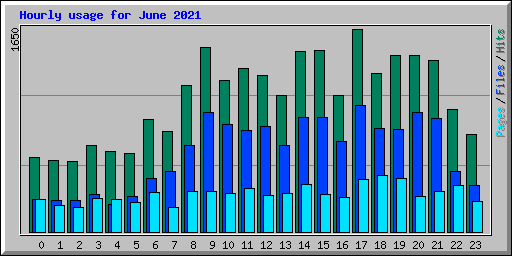 Hourly usage for June 2021
1650
Pages / Files / Hits
0 1 2 3 4 5 6 7 8 9 10 11 12 13 14 15 16 17 18 19 20 21 22 23